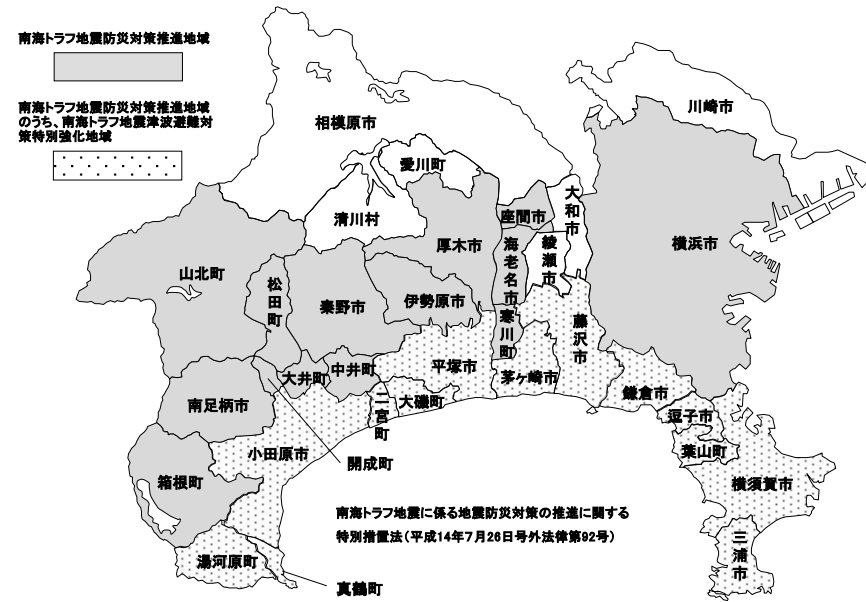 南海トラフ地震防災対策推進地域
南海トラフ地震防災対策推進地域
のうち、南海トラフ地震津波避難対
策特別強化地域
川崎市
相模原市
愛川町
清川村
座間市
大和市
厚木市
海老名市
綾瀬市
横浜市
山北町
松田町
秦野市
伊勢原市
寒川町
藤沢市
平塚市
中井町
大井町
茅ヶ崎市
鎌倉市
南足柄市
二宮町
大磯町
逗子市
小田原市
開成町
葉山町
箱根町
横須賀市
南海トラフ地震に係る地震防災対策の推進に関する
特別措置法(平成14年7月26日号外法律第92号)
三浦市
湯河原町
真鶴町